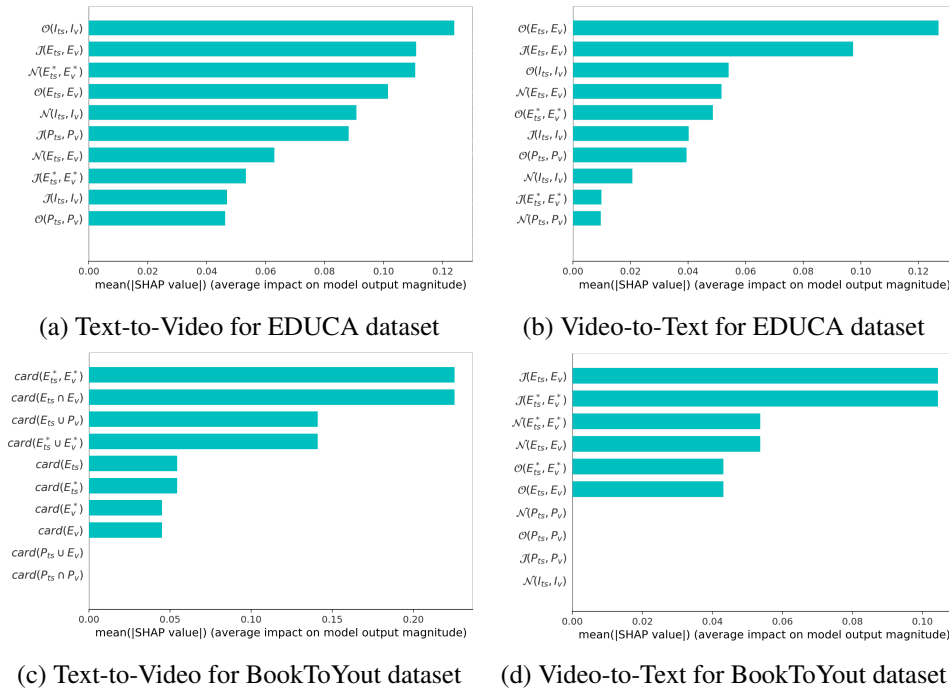 𝒪(I_ts, I_v)
𝒥(E_ts, E_v)
𝒩(E*_ts, E*_v)
𝒪(E_ts, E_v)
𝒩(I_ts, I_v)
𝒥(P_ts, P_v)
𝒩(E_ts, E_v)
𝒥(E*_ts, E*_v)
𝒥(I_ts, I_v)
𝒪(P_ts, P_v)
0.00 0.02 0.04 0.06 0.08 0.10 0.12
mean(|SHAP value|) (average impact on model output magnitude)
(a) Text-to-Video for EDUCA dataset
𝒪(E_ts, E_v)
𝒥(E_ts, E_v)
𝒪(I_ts, I_v)
𝒩(E_ts, E_v)
𝒪(E*_ts, E*_v)
𝒥(I_ts, I_v)
𝒪(P_ts, P_v)
𝒩(I_ts, I_v)
𝒥(E*_ts, E*_v)
𝒩(P_ts, P_v)
0.00 0.02 0.04 0.06 0.08 0.10 0.12
mean(|SHAP value|) (average impact on model output magnitude)
(b) Video-to-Text for EDUCA dataset
card(E*_ts, E*_v)
card(E_ts ∩ E_v)
card(E_ts ∪ P_v)
card(E*_ts ∪ E*_v)
card(E_ts)
card(E*_ts)
card(E*_v)
card(E_v)
card(P_ts ∪ E_v)
card(P_ts ∩ P_v)
0.00 0.05 0.10 0.15 0.20
mean(|SHAP value|) (average impact on model output magnitude)
(c) Text-to-Video for BookToYout dataset
𝒥(E_ts, E_v)
𝒥(E*_ts, E*_v)
𝒩(E*_ts, E*_v)
𝒩(E_ts, E_v)
𝒪(E*_ts, E*_v)
𝒪(E_ts, E_v)
𝒩(P_ts, P_v)
𝒪(P_ts, P_v)
𝒥(P_ts, P_v)
𝒩(I_ts, I_v)
0.00 0.02 0.04 0.06 0.08 0.10
mean(|SHAP value|) (average impact on model output magnitude)
(d) Video-to-Text for BookToYout dataset